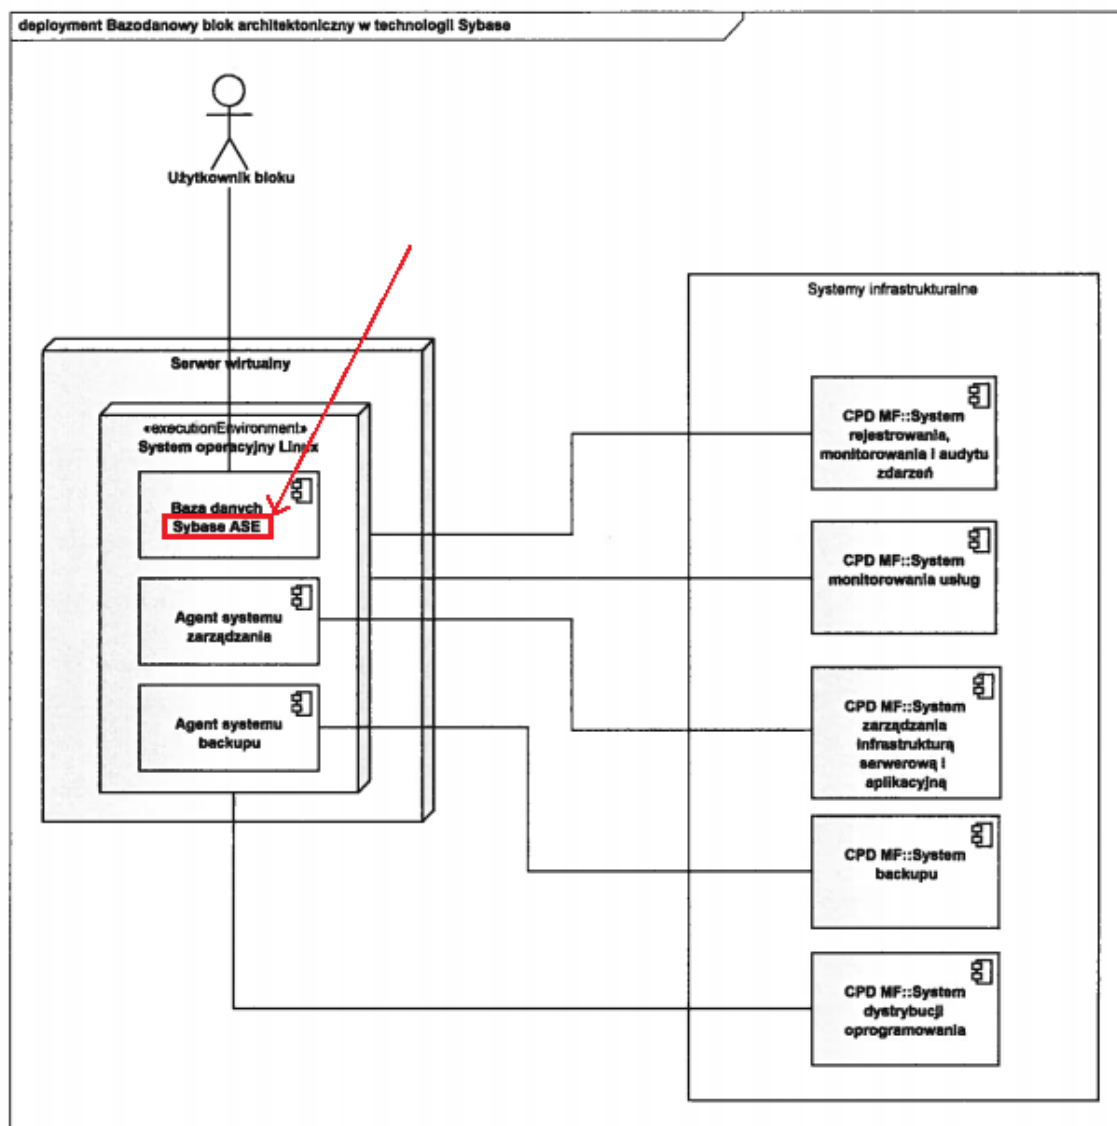 deployment Bazodanowy blok architektoniczny w technologii Sybase
Użytkownik bloku
Serwer wirtualny
«executionEnvironment»
System operacyjny Linux
Baza danych
Sybase ASE
Agent systemu
zarządzania
Agent systemu
backupu
Systemy infrastrukturalne
CPD MF::System
rejestrowania,
monitorowania i audytu
zdarzeń
CPD MF::System
monitorowania usług
CPD MF::System
zarządzania
infrastrukturą
serwerową i
aplikacyjną
CPD MF::System
backupu
CPD MF::System
dystrybucji
oprogramowania